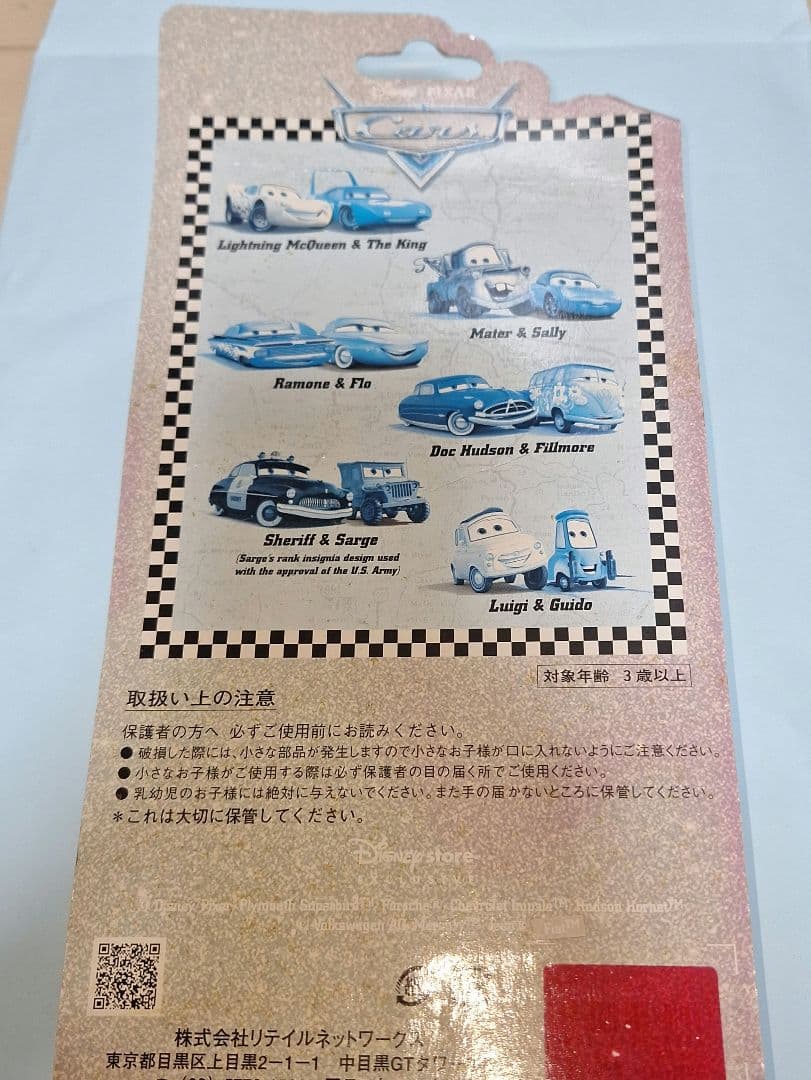 Disney PIXAR
Cars
Lightning McQueen & The King
Mater & Sally
Ramone & Flo
Doc Hudson & Fillmore
Sheriff & Sarge
(Sarge's rank insignia design used
with the approval of the U.S. Army)
Luigi & Guido
対象年齢 3歳以上
取扱い上の注意
保護者の方へ 必ずご使用前にお読みください。
● 破損した際には、小さな部品が発生しますので小さなお子様が口に入れないようにご注意ください。
● 小さなお子様がご使用する際は必ず保護者の目の届く所でご使用ください。
● 乳幼児のお子様には絶対に与えないでください。また手の届かないところに保管してください。
*これは大切に保管してください。
Disney store
EXCLUSIVE
Disney/Pixar Plymouth Superbird Porsche Chevrolet Impala Hudson Hornet
Volkswagen AG
株式会社リテイルネットワークス
東京都目黒区上目黒2-1-1 中目黒GTタワー